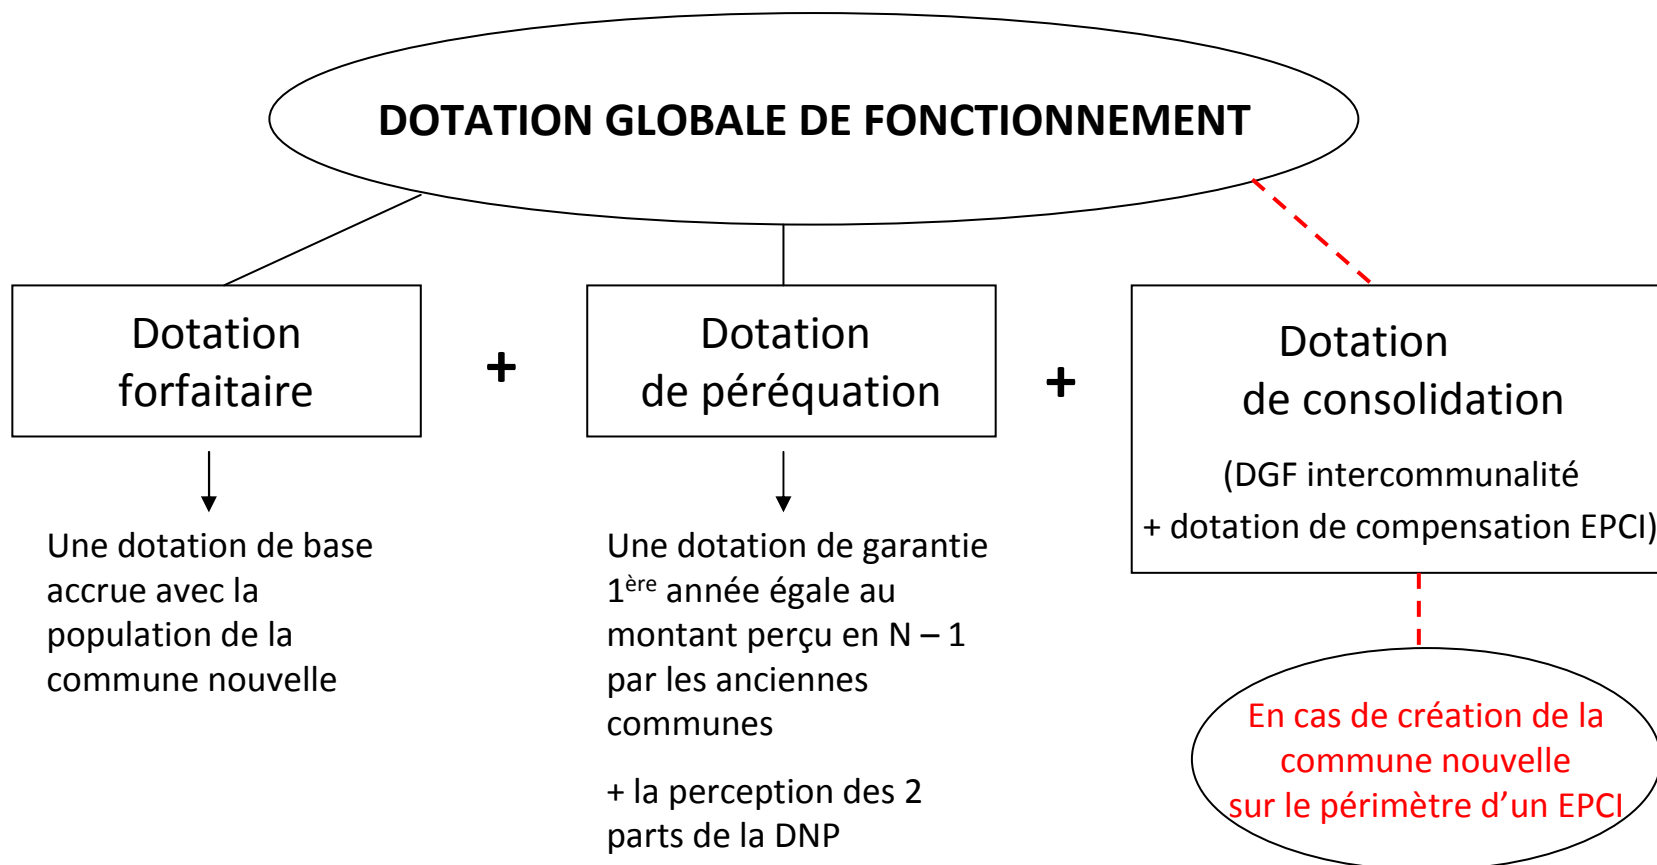 DOTATION GLOBALE DE FONCTIONNEMENT
Dotation
forfaitaire
+
Dotation
de péréquation
+
Dotation
de consolidation
(DGF intercommunalité
+ dotation de compensation EPCI)
Une dotation de base
accrue avec la
population de la
commune nouvelle
Une dotation de garantie
1ère année égale au
montant perçu en N – 1
par les anciennes
communes
+ la perception des 2
parts de la DNP
En cas de création de la
commune nouvelle
sur le périmètre d’un EPCI